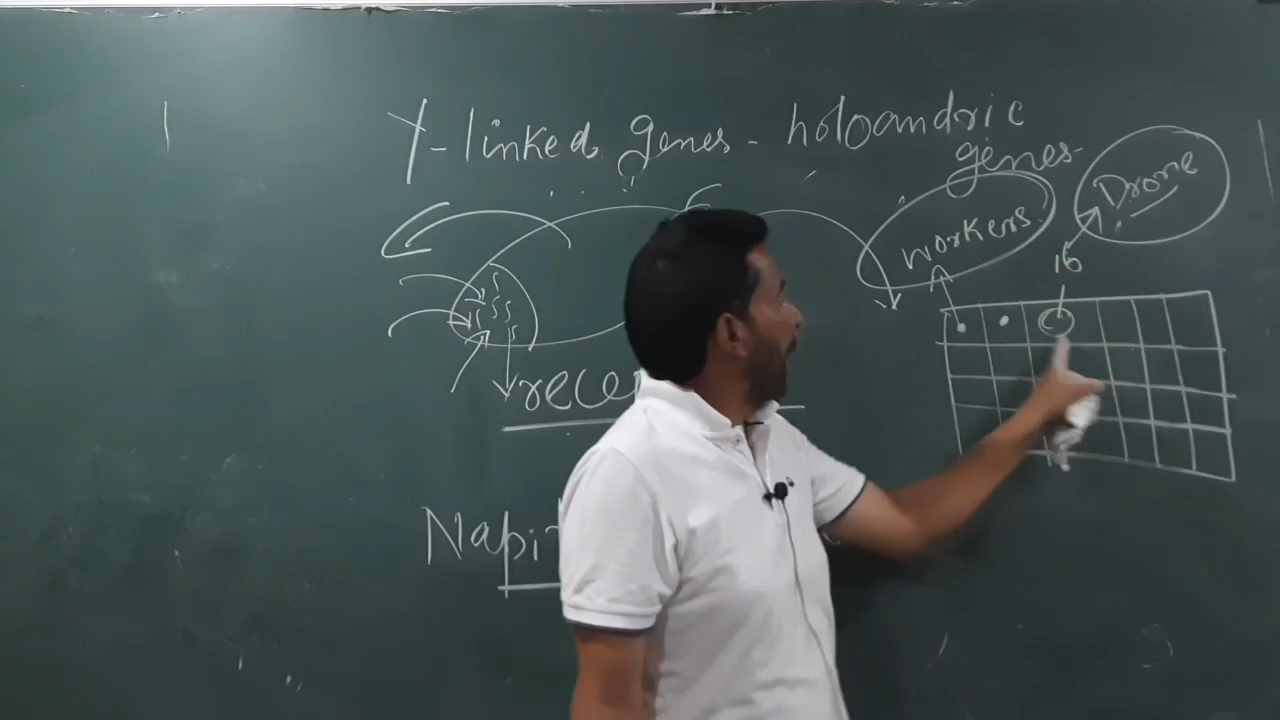 Y-linked genes - holoandric
genes-
workers
Drone
16
rece
Napi